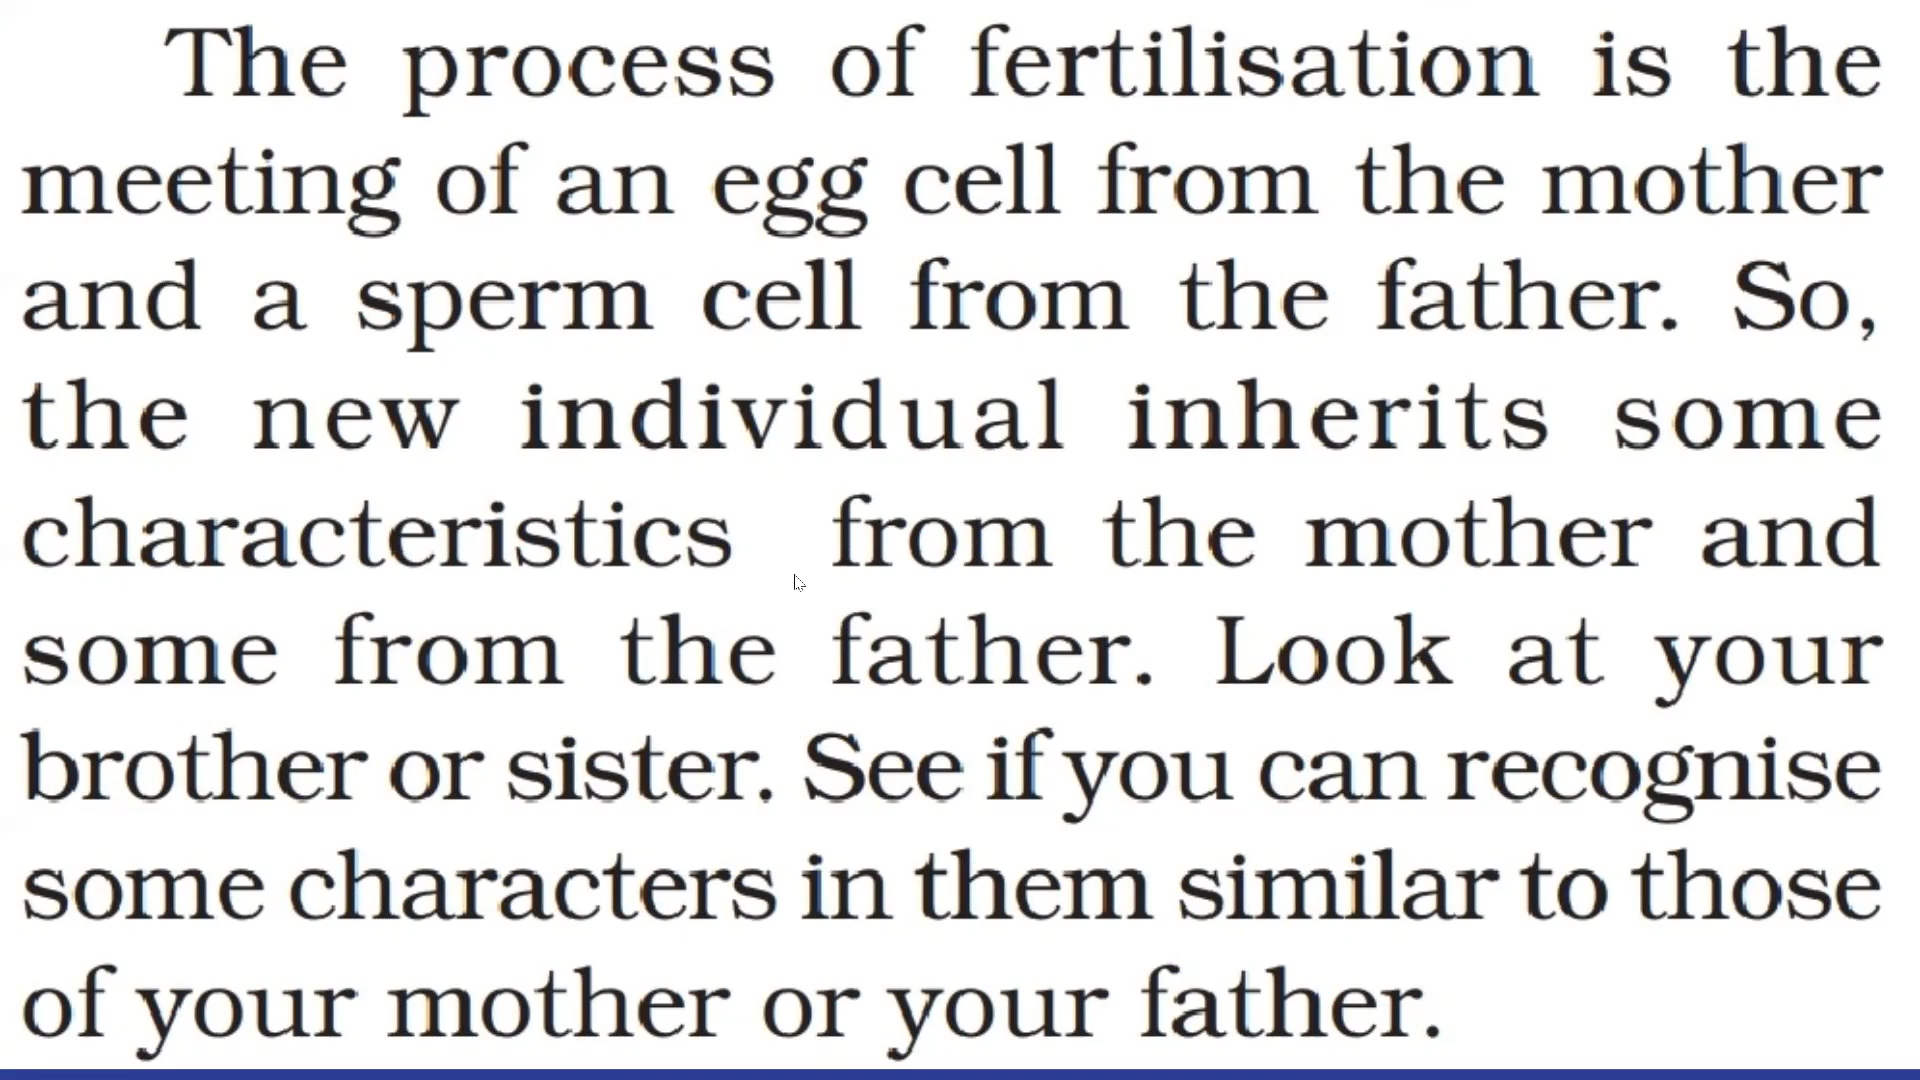 The process of fertilisation is the
meeting of an egg cell from the mother
and a sperm cell from the father. So,
the new individual inherits some
characteristics from the mother and
some from the father. Look at your
brother or sister. See if you can recognise
some characters in them similar to those
of your mother or your father.